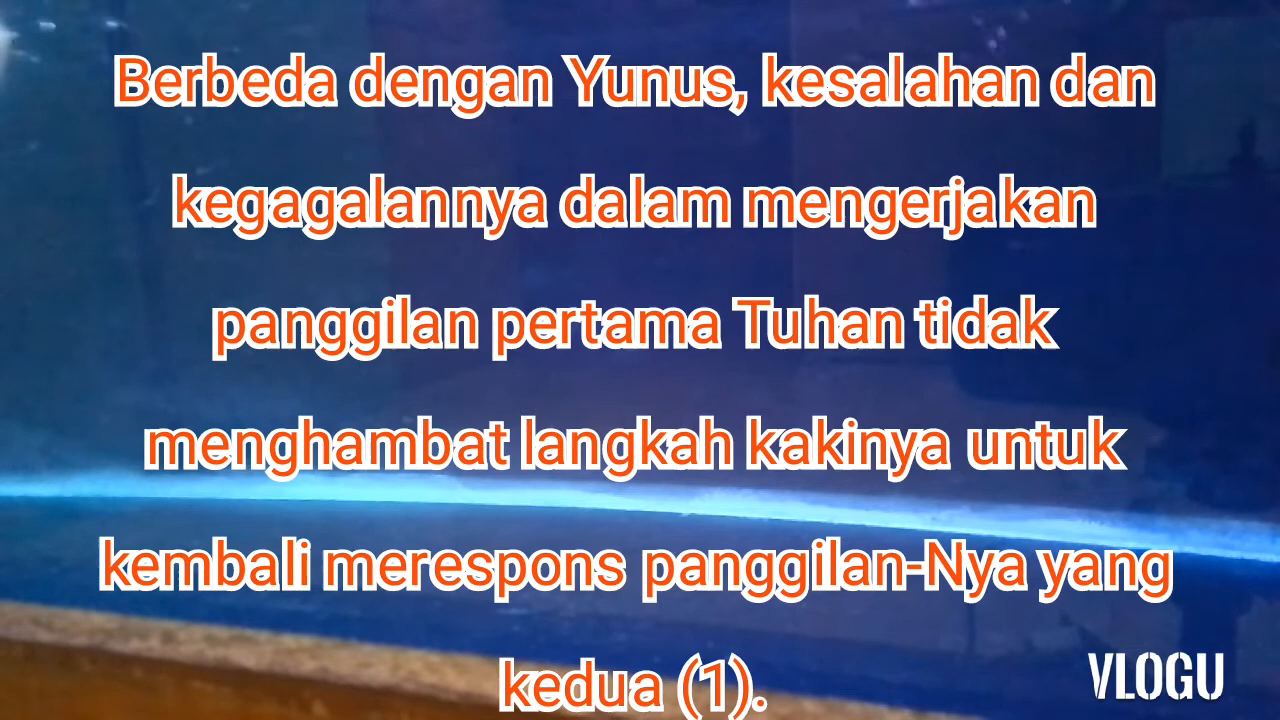 Berbeda dengan Yunus, kesalahan dan
kegagalannya dalam mengerjakan
panggilan pertama Tuhan tidak
menghambat langkah kakinya untuk
kembali merespons panggilan-Nya yang
kedua (1).
VLOGU